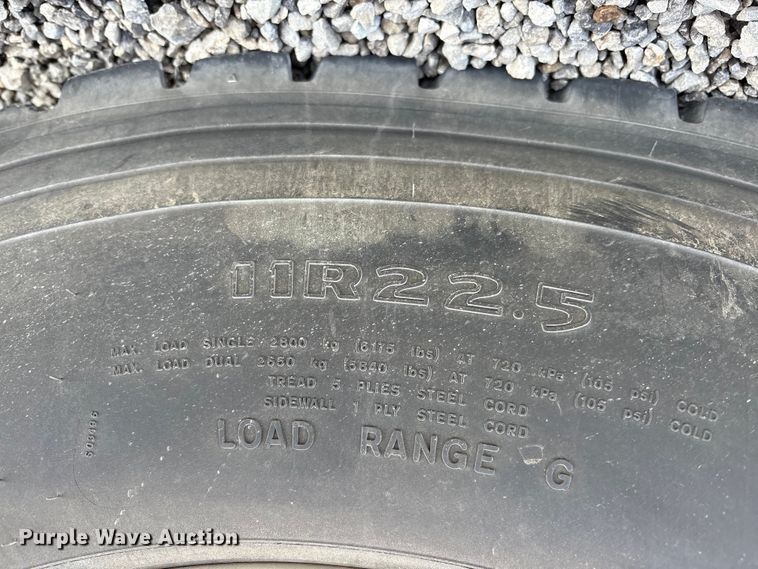 11R22.5
MAX. LOAD SINGLE 2800 kg (6175 lbs) AT 720 kPa (105 psi) COLD
MAX. LOAD DUAL 2650 kg (5840 lbs) AT 720 kPa (105 psi) COLD
TREAD 5 PLIES STEEL CORD
SIDEWALL 1 PLY STEEL CORD
LOAD RANGE G
Purple Wave Auction